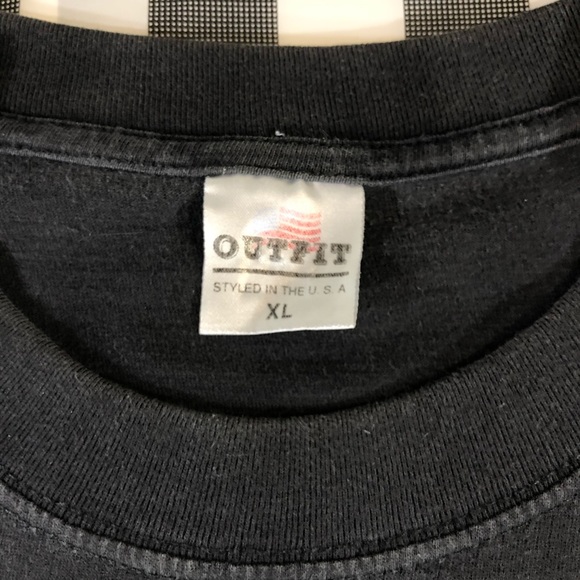 OUTFIT
STYLED IN THE U.S.A
XL